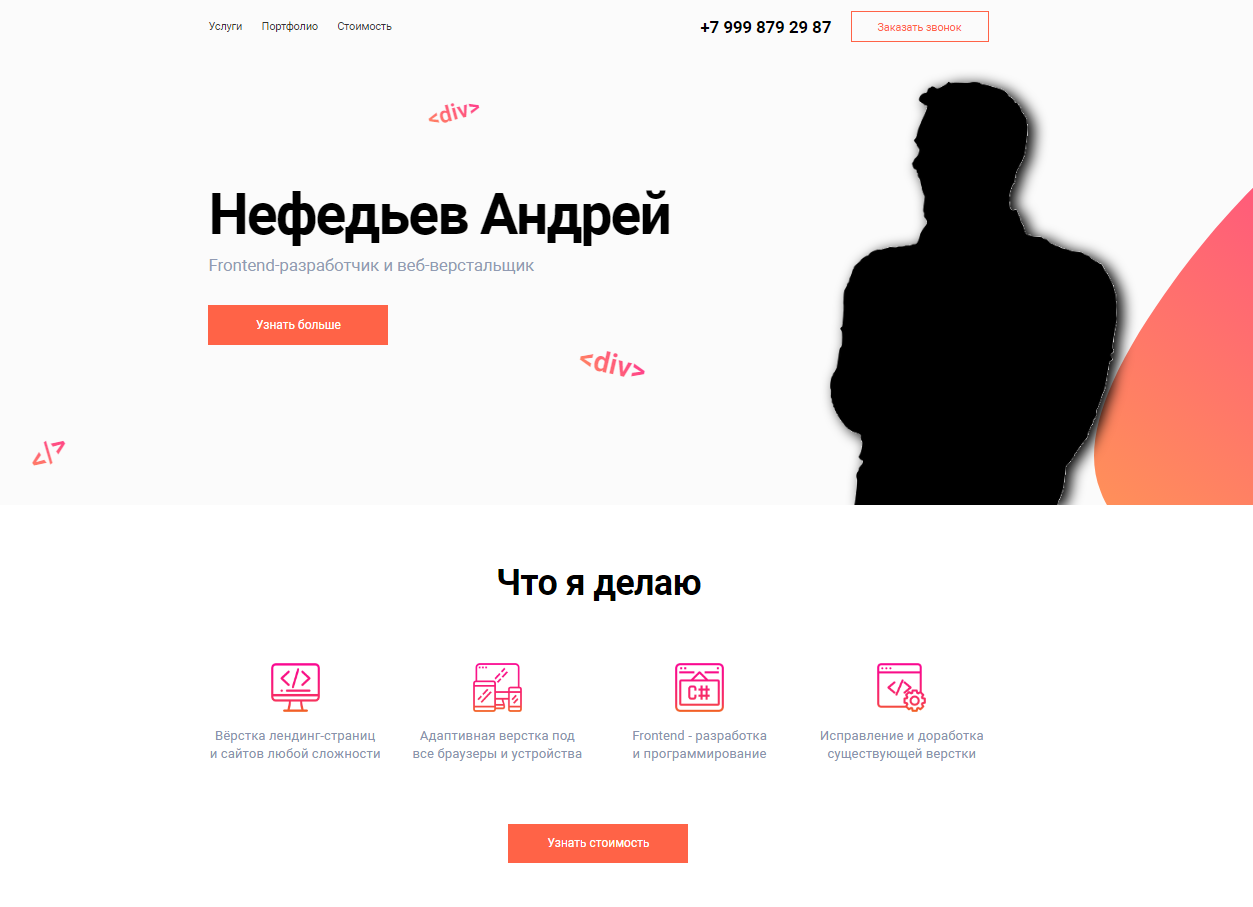 Услуги Портфолио Стоимость +7 999 879 29 87 Заказать звонок
<div>
Нефедьев Андрей
Frontend-разработчик и веб-верстальщик
Узнать больше
<div>
</>
Что я делаю
</>
C#
</>
Вёрстка лендинг-страниц
и сайтов любой сложности
Адаптивная верстка под
все браузеры и устройства
Frontend - разработка
и программирование
Исправление и доработка
существующей верстки
Узнать стоимость